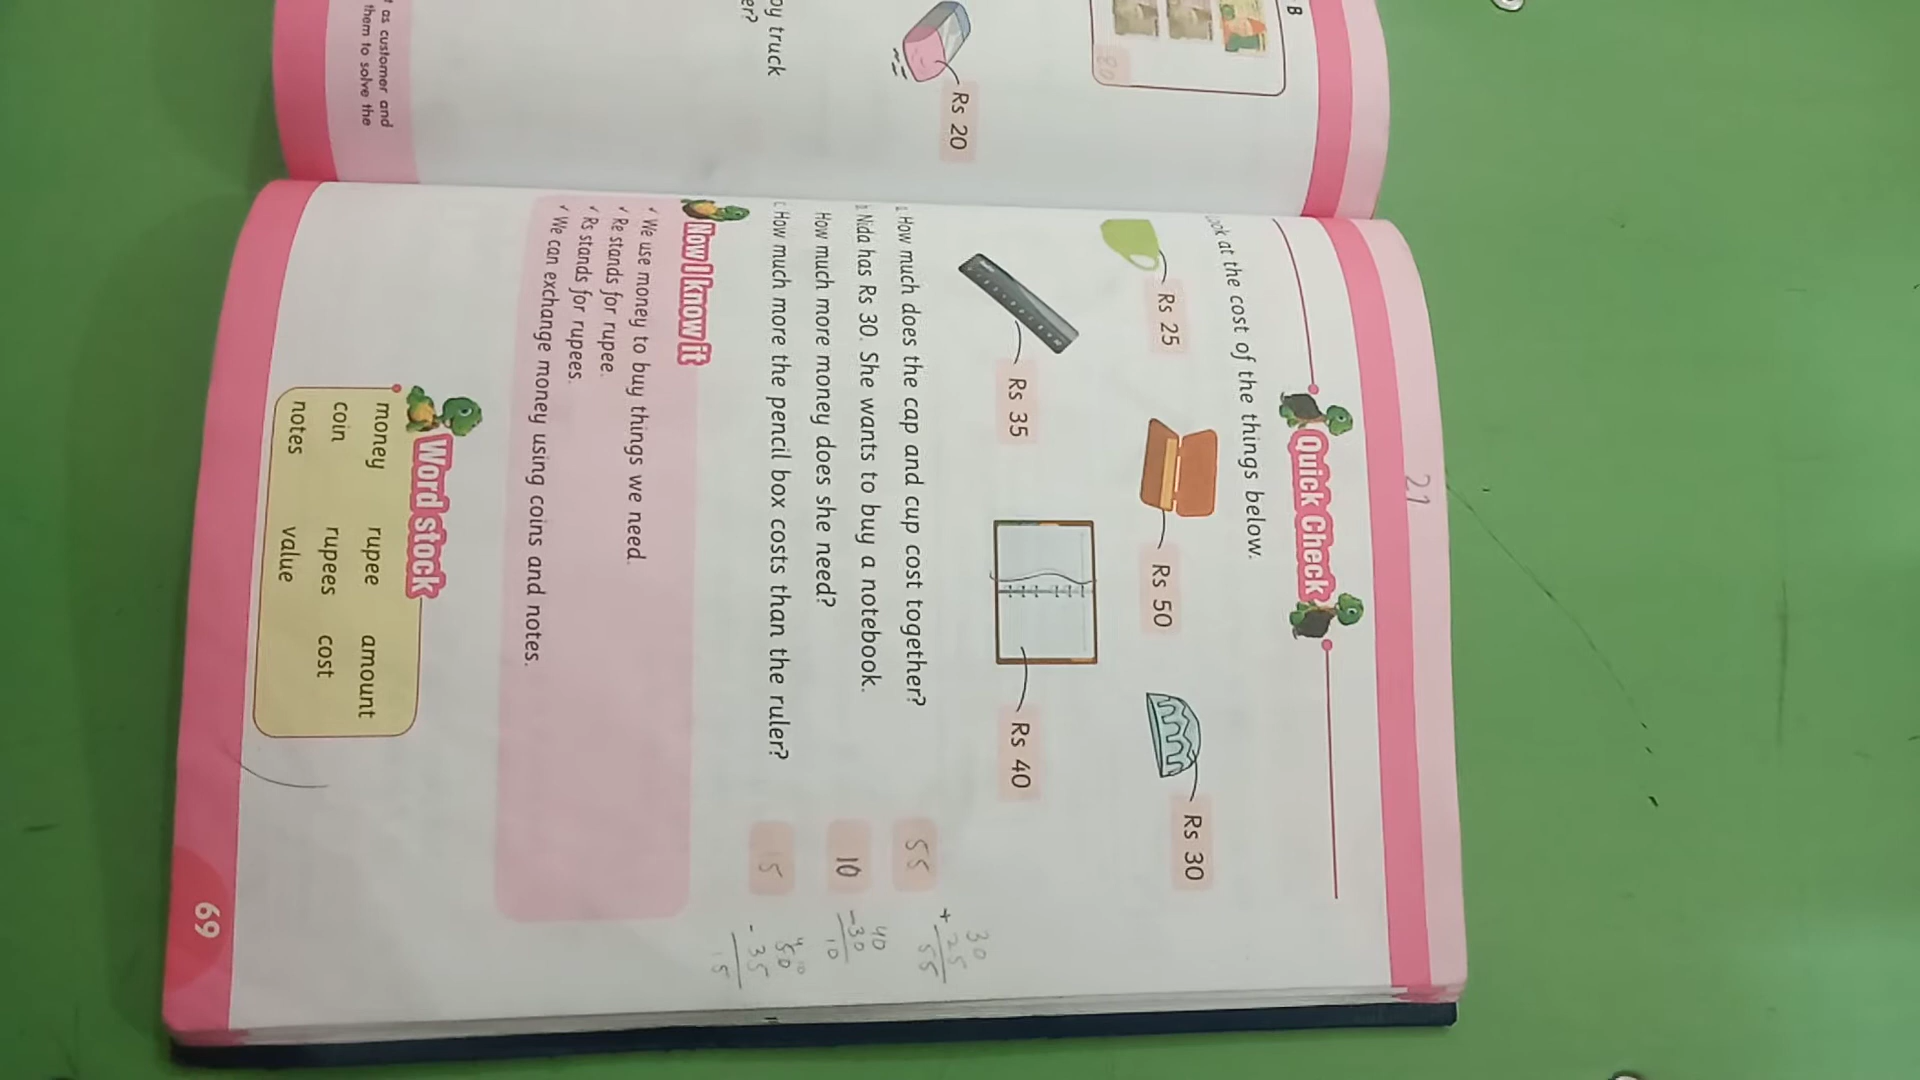 B
80
Rs 20
py truck
er?
as customer and
them to solve the
21
Quick Check
at the cost of the things below.
Rs 25
Rs 50
Rs 30
Rs 35
Rs 40
a. How much does the cap and cup cost together?
55
30
+ 25
55
b. Nida has Rs 30. She wants to buy a notebook.
How much more money does she need?
10
40
-30
10
c. How much more the pencil box costs than the ruler?
15
4 10
50
- 35
15
Now I know it
✓ We use money to buy things we need.
✓ Re stands for rupee.
✓ Rs stands for rupees.
✓ We can exchange money using coins and notes.
Word stock
money rupee amount
coin rupees cost
notes value
69